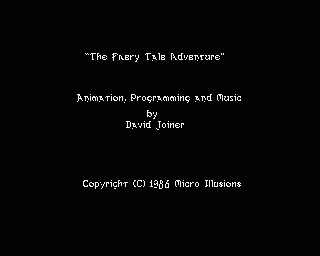 "The Faery Tale Adventure"
Animation, Programming and Music
by
David Joiner
Copyright (C) 1986 Micro Illusions